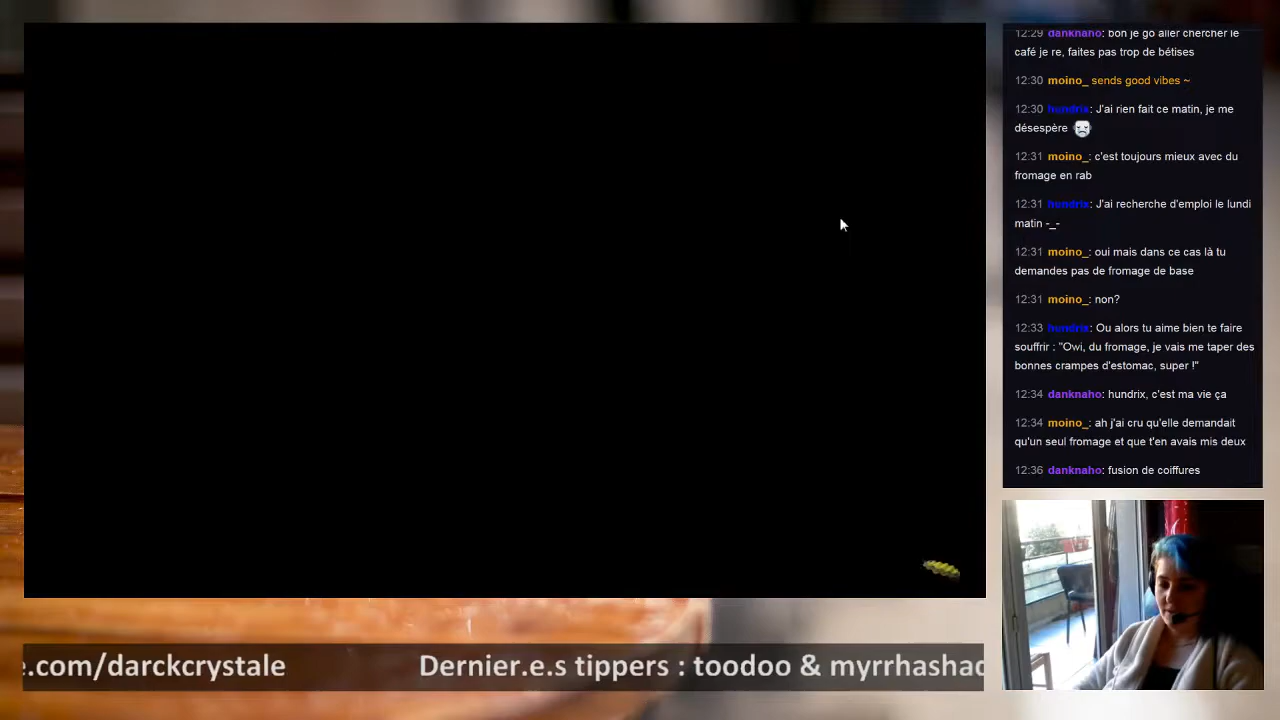 12:29 danknaho: bon je go aller chercher le
café je re, faites pas trop de bétises
12:30 moino_ sends good vibes ~
12:30 hundrix: J'ai rien fait ce matin, je me
désespère
12:31 moino_: c'est toujours mieux avec du
fromage en rab
12:31 hundrix: J'ai recherche d'emploi le lundi
matin -_-
12:31 moino_: oui mais dans ce cas là tu
demandes pas de fromage de base
12:31 moino_: non?
12:33 hundrix: Ou alors tu aime bien te faire
souffrir : "Owi, du fromage, je vais me taper des
bonnes crampes d'estomac, super !"
12:34 danknaho: hundrix, c'est ma vie ça
12:34 moino_: ah j'ai cru qu'elle demandait
qu'un seul fromage et que t'en avais mis deux
12:36 danknaho: fusion de coiffures
e.com/darckcrystale Dernier.e.s tippers : toodoo & myrrhashad